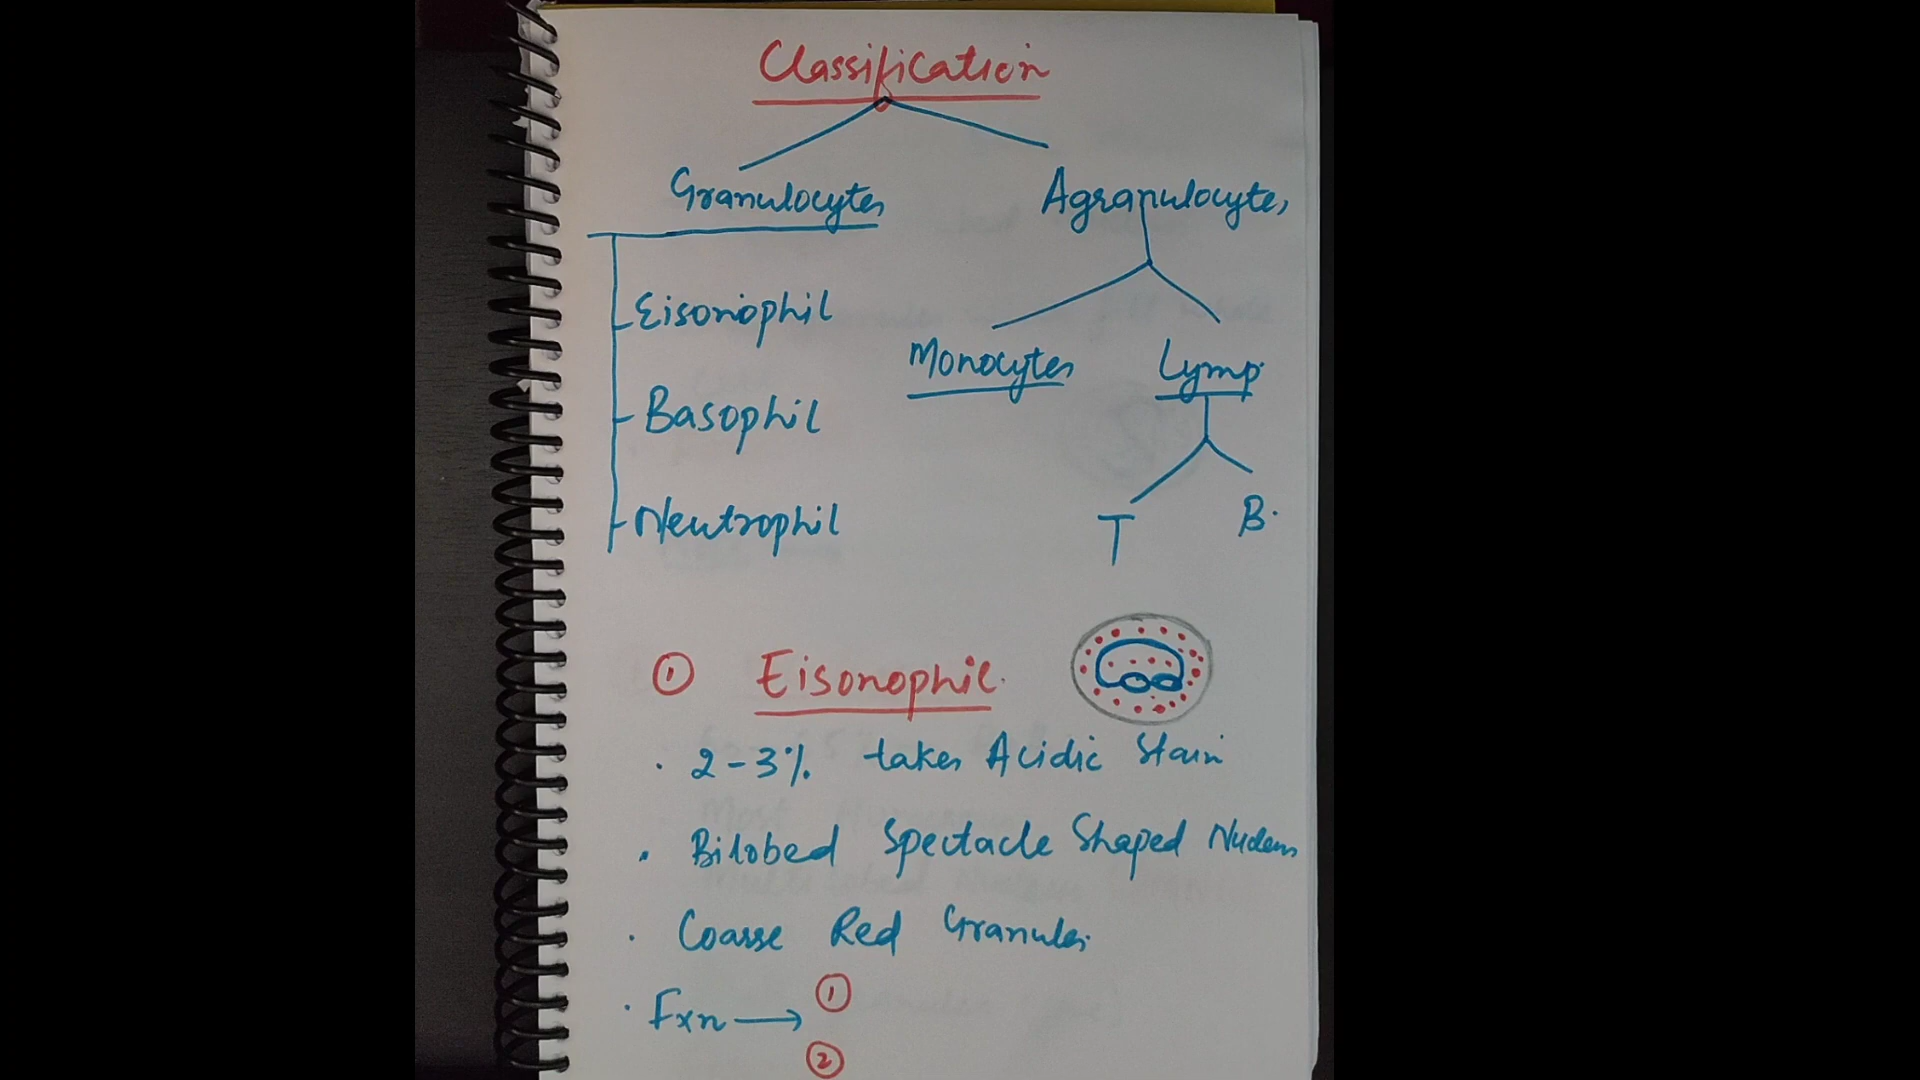 Classification
Granulocytes Agranulocytes
Eisoniophil
Monocytes Lymp.
Basophil
T B.
Neutrophil
① Eisonophil.
. 2-3% takes Acidic Stain
. Bilobed Spectacle Shaped Nucleus
. Coarse Red Granules.
. Fxn → ①
②